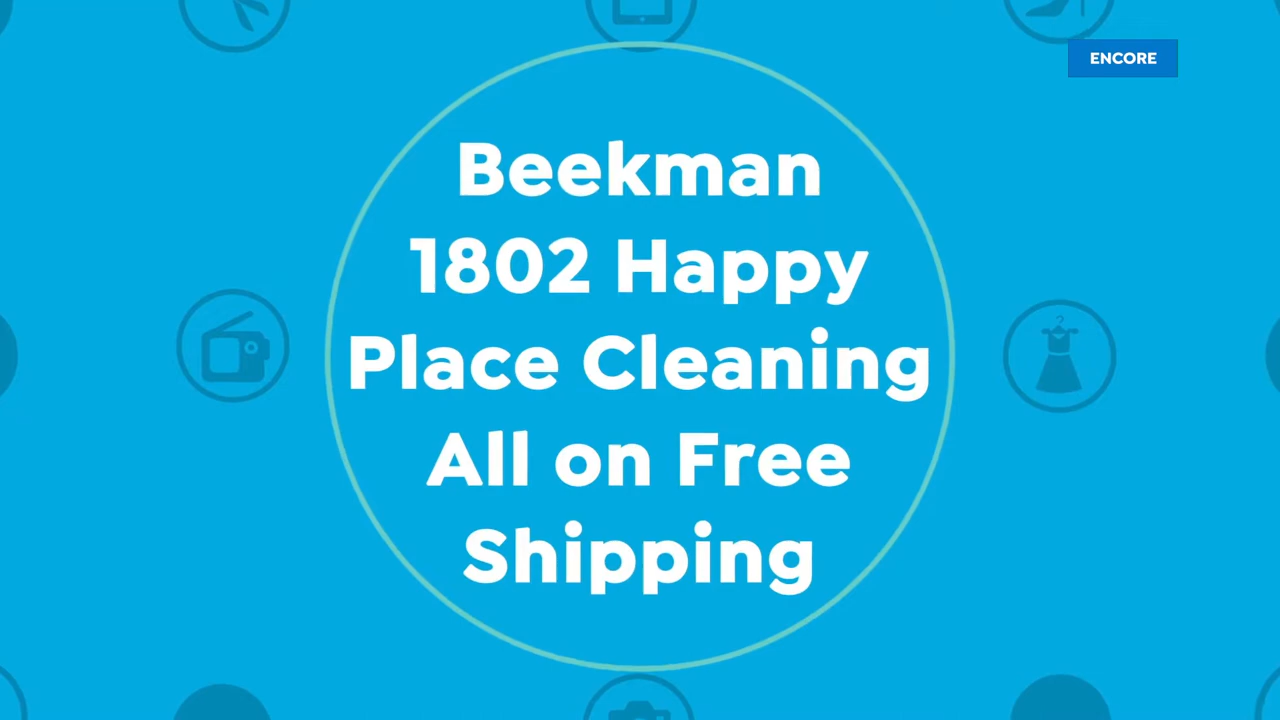 ENCORE
Beekman
1802 Happy
Place Cleaning
All on Free
Shipping